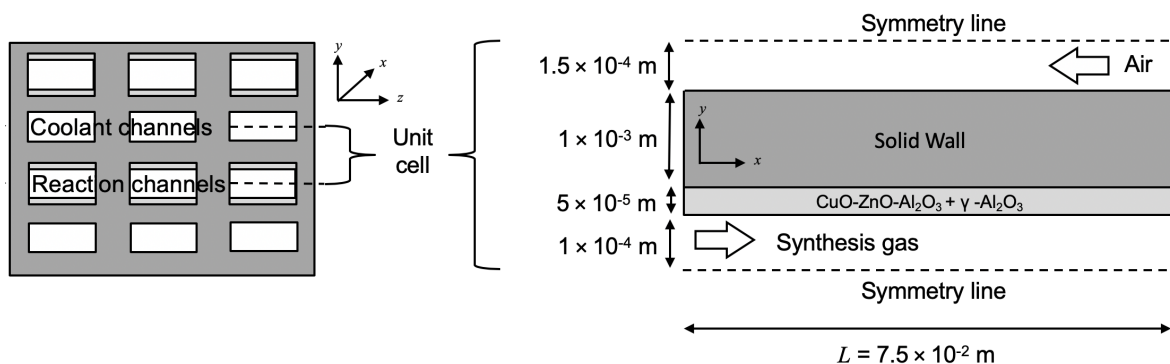 Symmetry line
1.5 × 10⁻⁴ m
Air
y
x
z
Coolant channels
Unit
cell
1 × 10⁻³ m
y
x
Solid Wall
Reaction channels
5 × 10⁻⁵ m
CuO-ZnO-Al₂O₃ + γ -Al₂O₃
1 × 10⁻⁴ m
Synthesis gas
Symmetry line
L = 7.5 × 10⁻² m